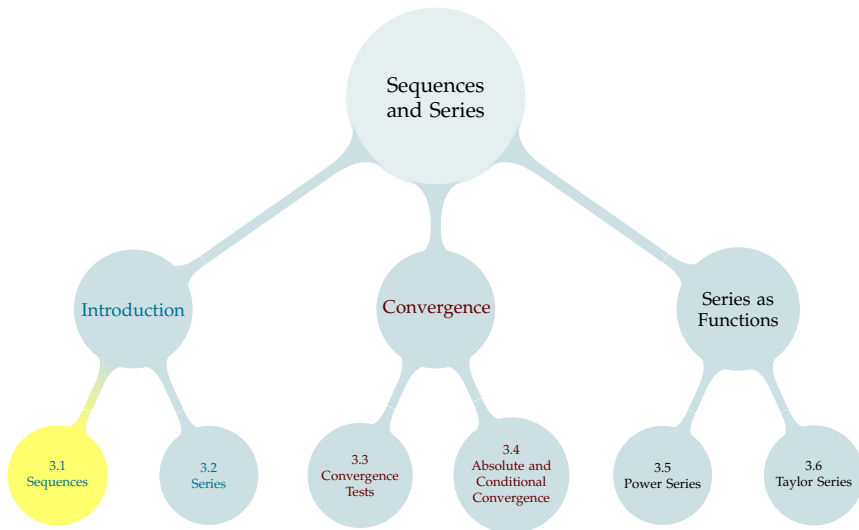 Sequences
and Series
Introduction
Convergence
Series as
Functions
3.1
Sequences
3.2
Series
3.3
Convergence
Tests
3.4
Absolute and
Conditional
Convergence
3.5
Power Series
3.6
Taylor Series